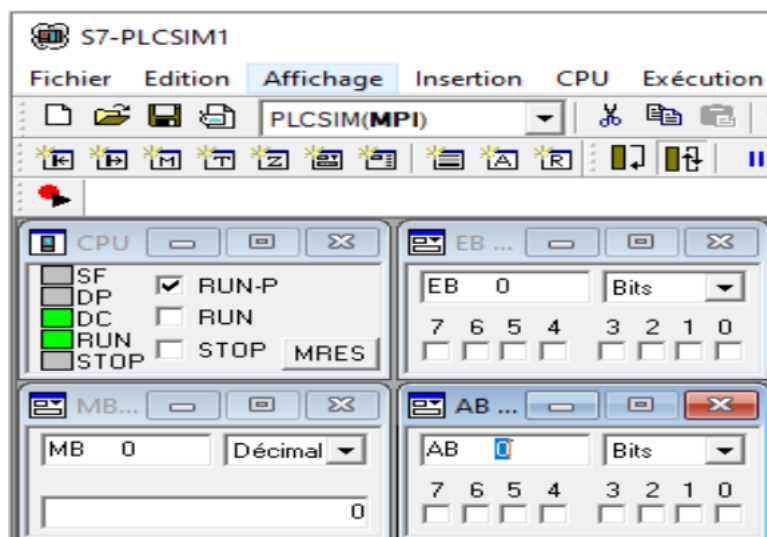 S7-PLCSIM1
Fichier Edition Affichage Insertion CPU Exécution
PLCSIM(MPI)
M T Z A R
CPU
SF
DP
DC
RUN
STOP
RUN-P
RUN
STOP MRES
EB ...
EB 0 Bits
7 6 5 4 3 2 1 0
MB...
MB 0 Décimal
0
AB ...
AB 0 Bits
7 6 5 4 3 2 1 0